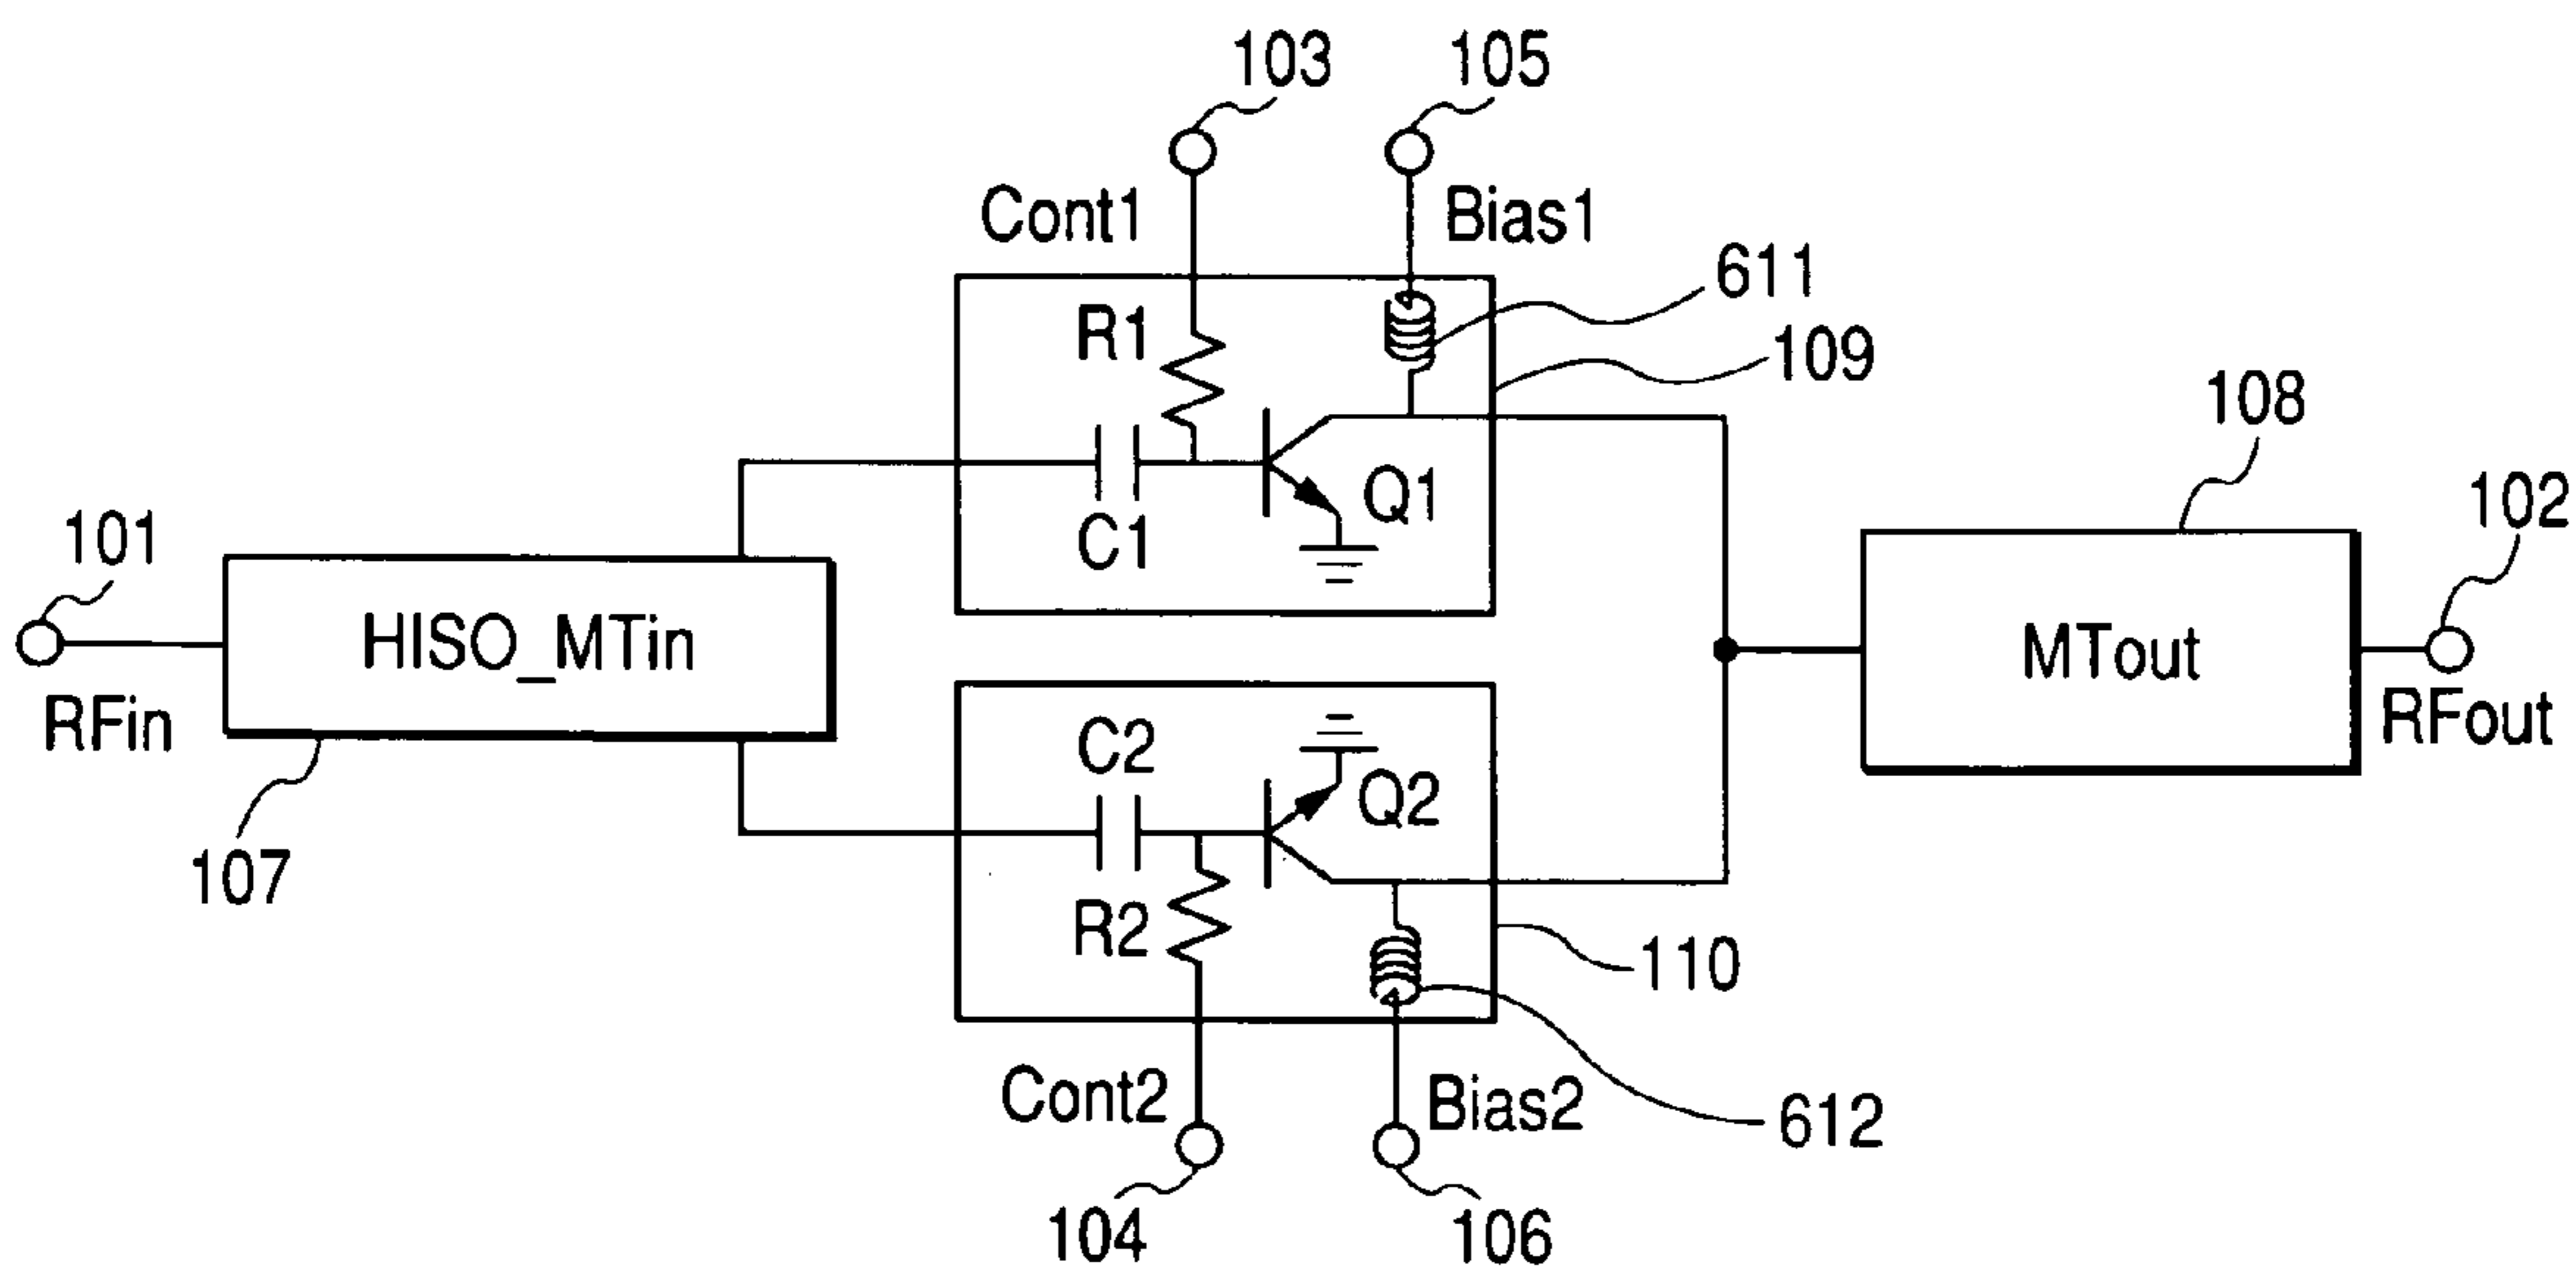 103
105
Cont1
Bias1
611
R1
109
108
Q1
102
101
C1
HISO_MTin
MTout
RFin
RFout
C2
Q2
107
R2
110
Cont2
Bias2
612
104
106